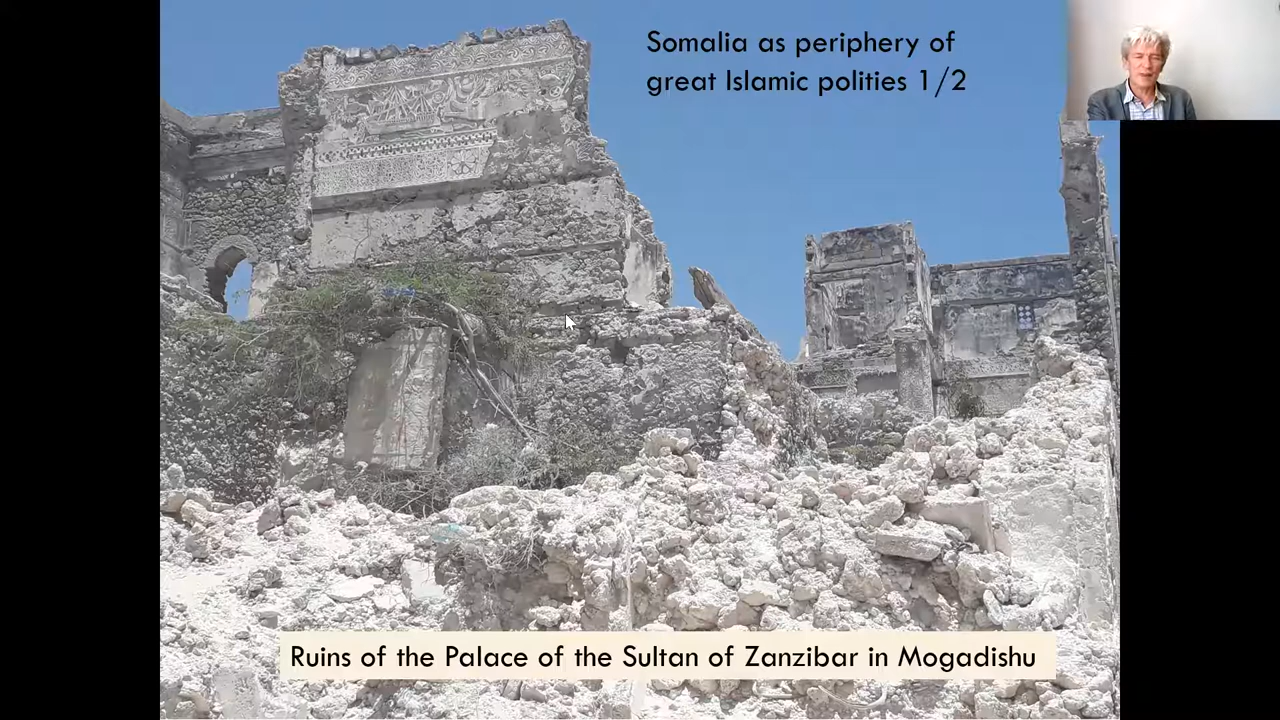 Somalia as periphery of
great Islamic polities 1/2
Ruins of the Palace of the Sultan of Zanzibar in Mogadishu